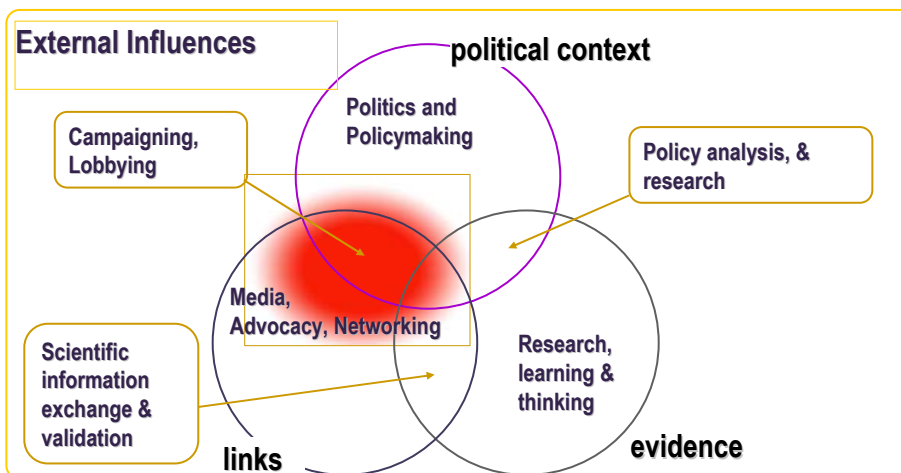 External Influences
political context
Politics and
Policymaking
Campaigning,
Lobbying
Policy analysis, &
research
Media,
Advocacy, Networking
Scientific
information
exchange &
validation
Research,
learning &
thinking
links
evidence